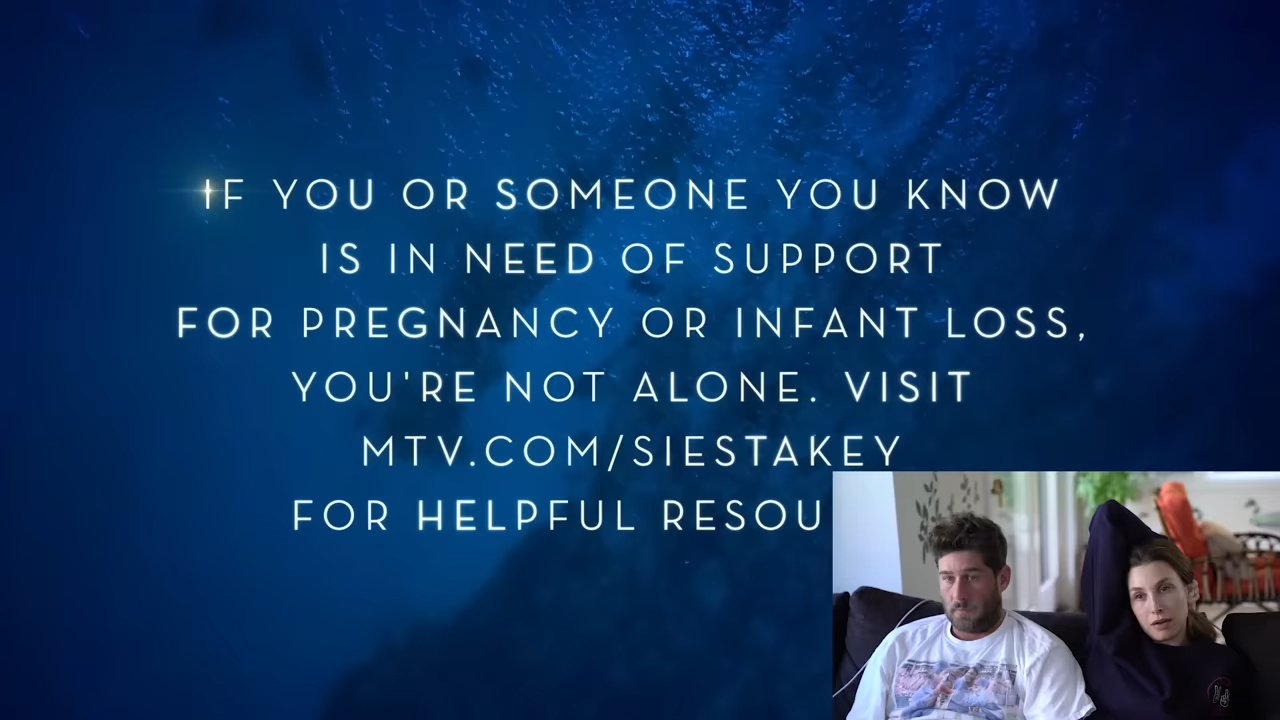 IF YOU OR SOMEONE YOU KNOW
IS IN NEED OF SUPPORT
FOR PREGNANCY OR INFANT LOSS,
YOU'RE NOT ALONE. VISIT
MTV.COM/SIESTAKEY
FOR HELPFUL RESOU